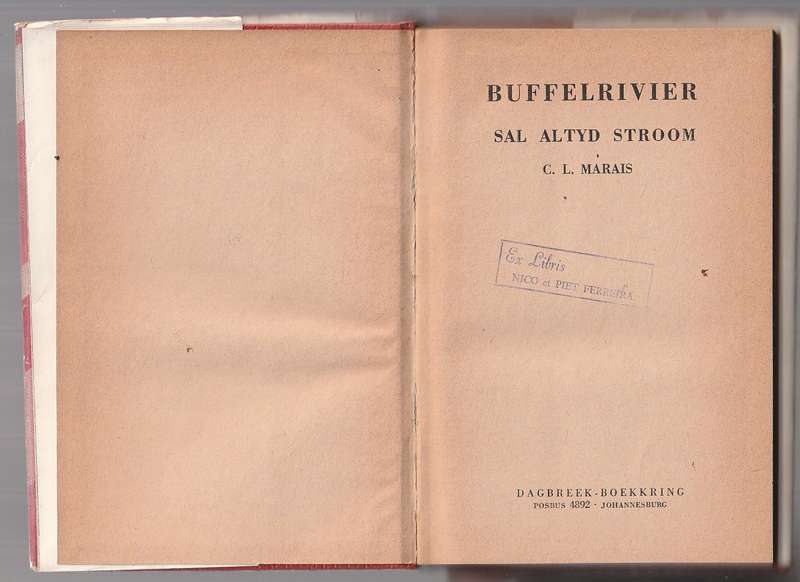 BUFFELRIVIER
SAL ALTYD STROOM
C. L. MARAIS
Ex Libris
NICO et PIET FERREIRA
DAGBREEK-BOEKKRING
POSBUS 4892 · JOHANNESBURG